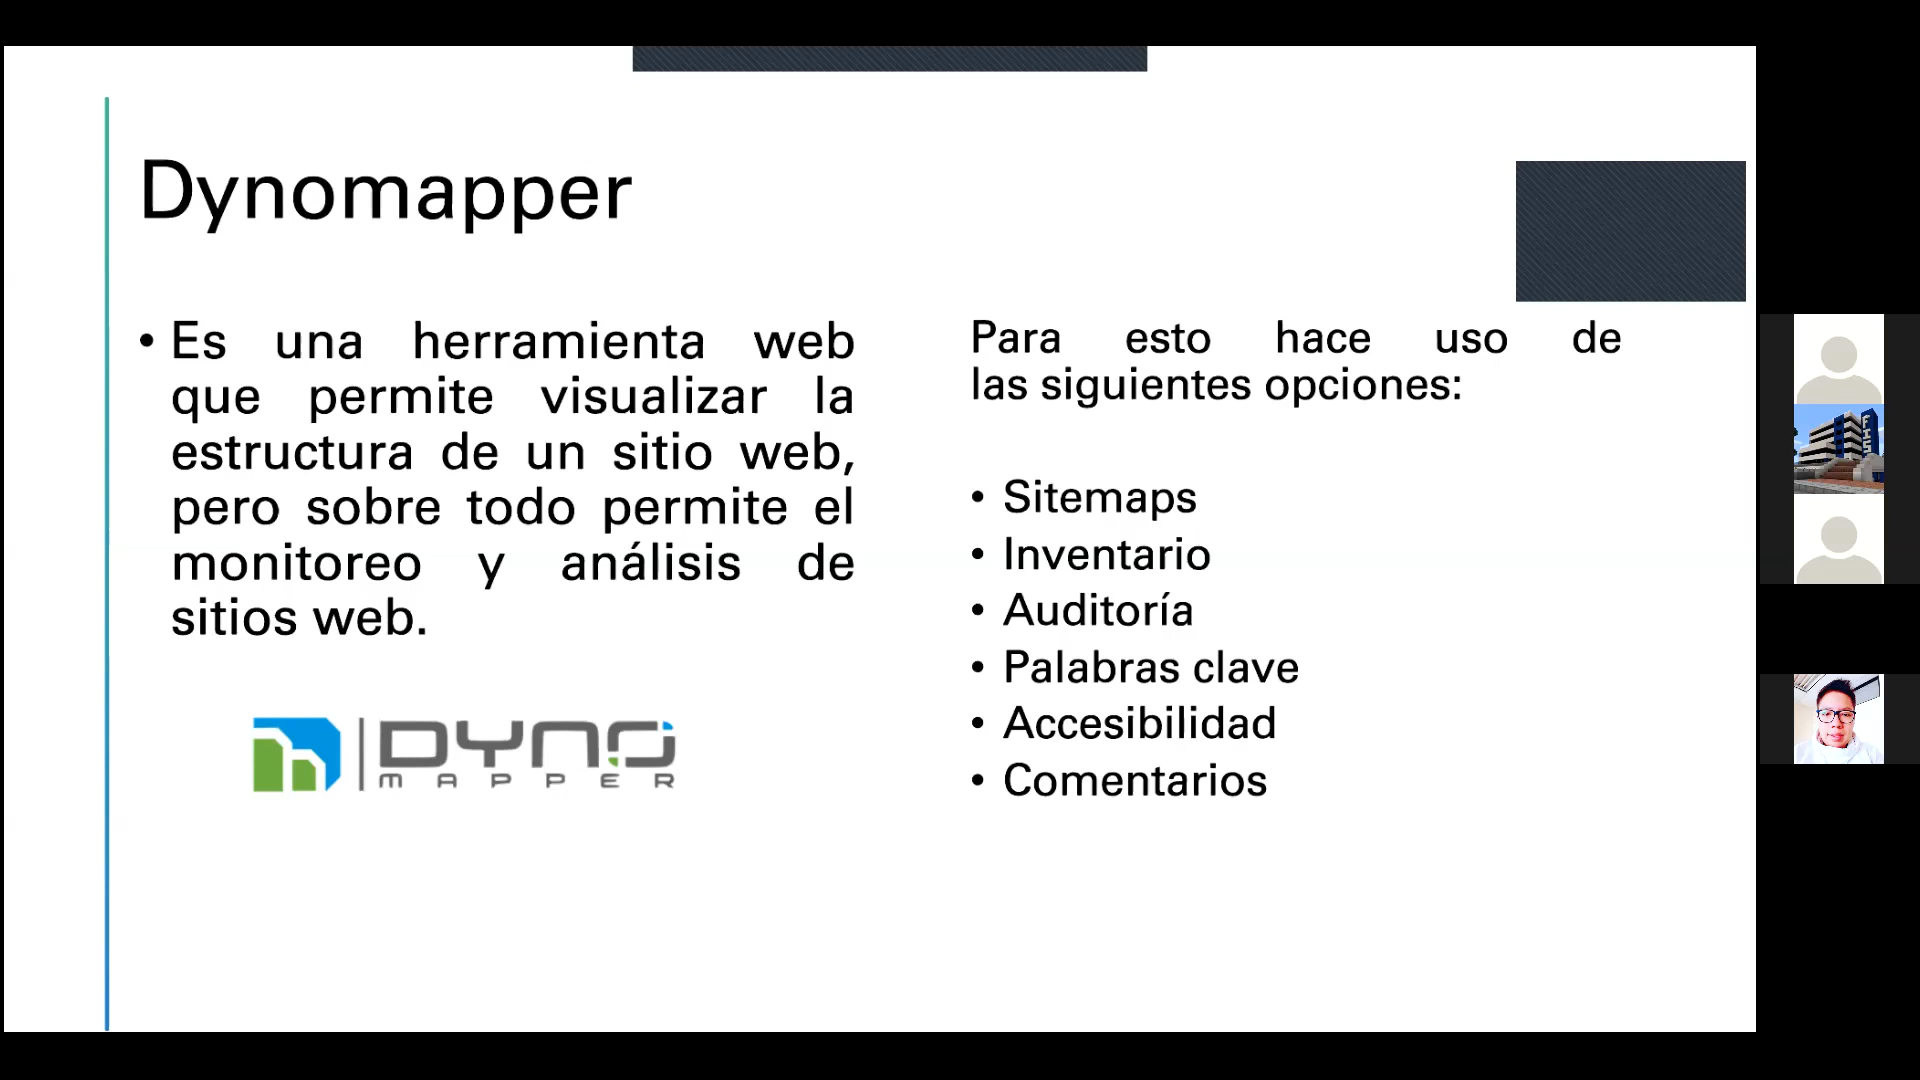 Dynomapper
• Es una herramienta web
que permite visualizar la
estructura de un sitio web,
pero sobre todo permite el
monitoreo y análisis de
sitios web.
DYNO
MAPPER
Para esto hace uso de
las siguientes opciones:
• Sitemaps
• Inventario
• Auditoría
• Palabras clave
• Accesibilidad
• Comentarios